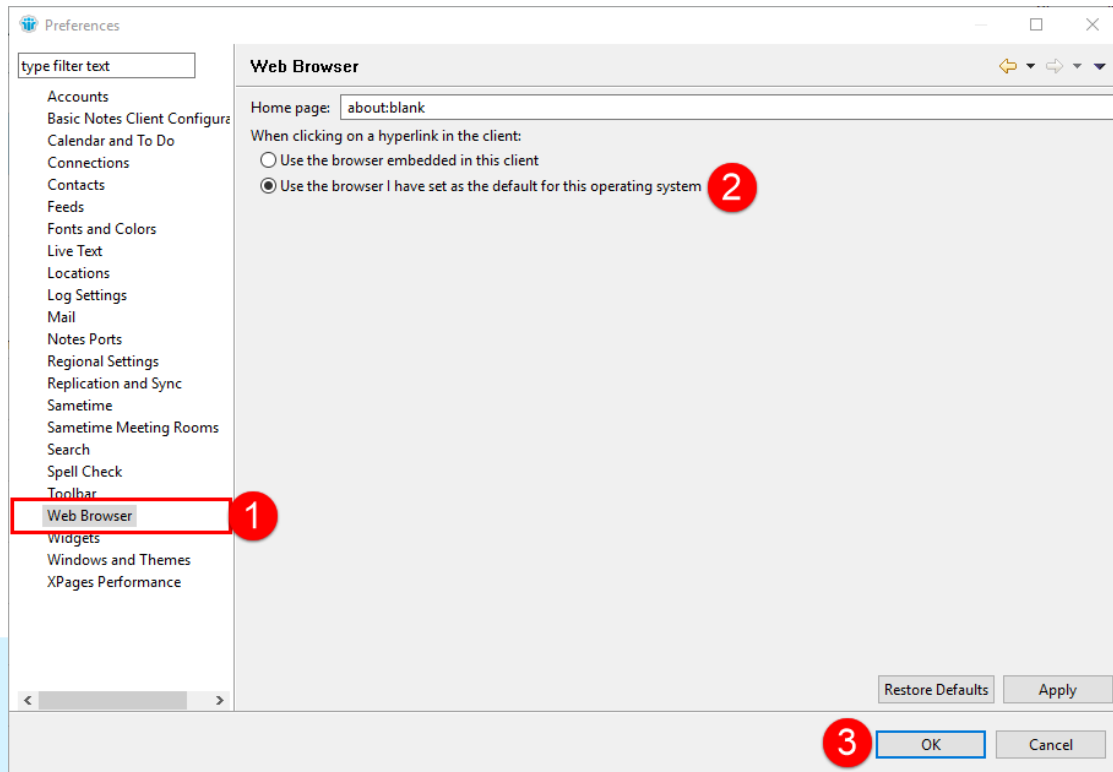 Preferences
type filter text
Accounts
Basic Notes Client Configura
Calendar and To Do
Connections
Contacts
Feeds
Fonts and Colors
Live Text
Locations
Log Settings
Mail
Notes Ports
Regional Settings
Replication and Sync
Sametime
Sametime Meeting Rooms
Search
Spell Check
Toolbar
Web Browser
1
Widgets
Windows and Themes
XPages Performance
Web Browser
Home page: about:blank
When clicking on a hyperlink in the client:
Use the browser embedded in this client
Use the browser I have set as the default for this operating system
2
Restore Defaults Apply
3
OK Cancel